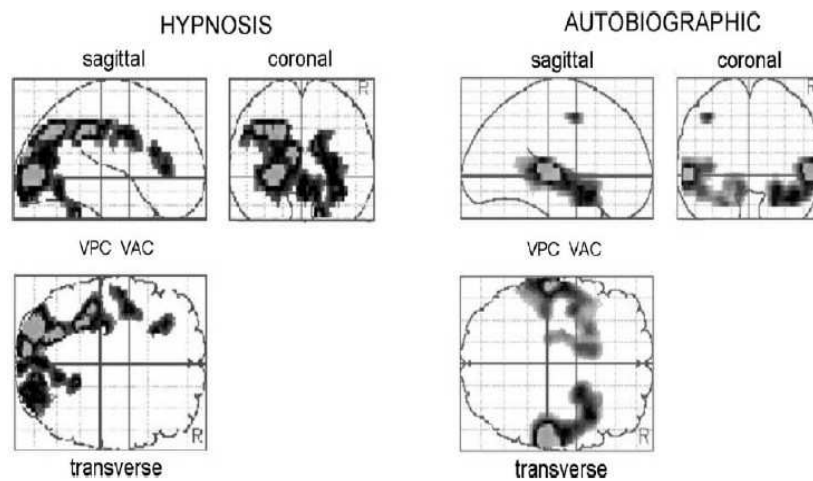 HYPNOSIS
sagittal coronal
R
VPC VAC
R
transverse
AUTOBIOGRAPHIC
sagittal coronal
R
VPC VAC
R
transverse